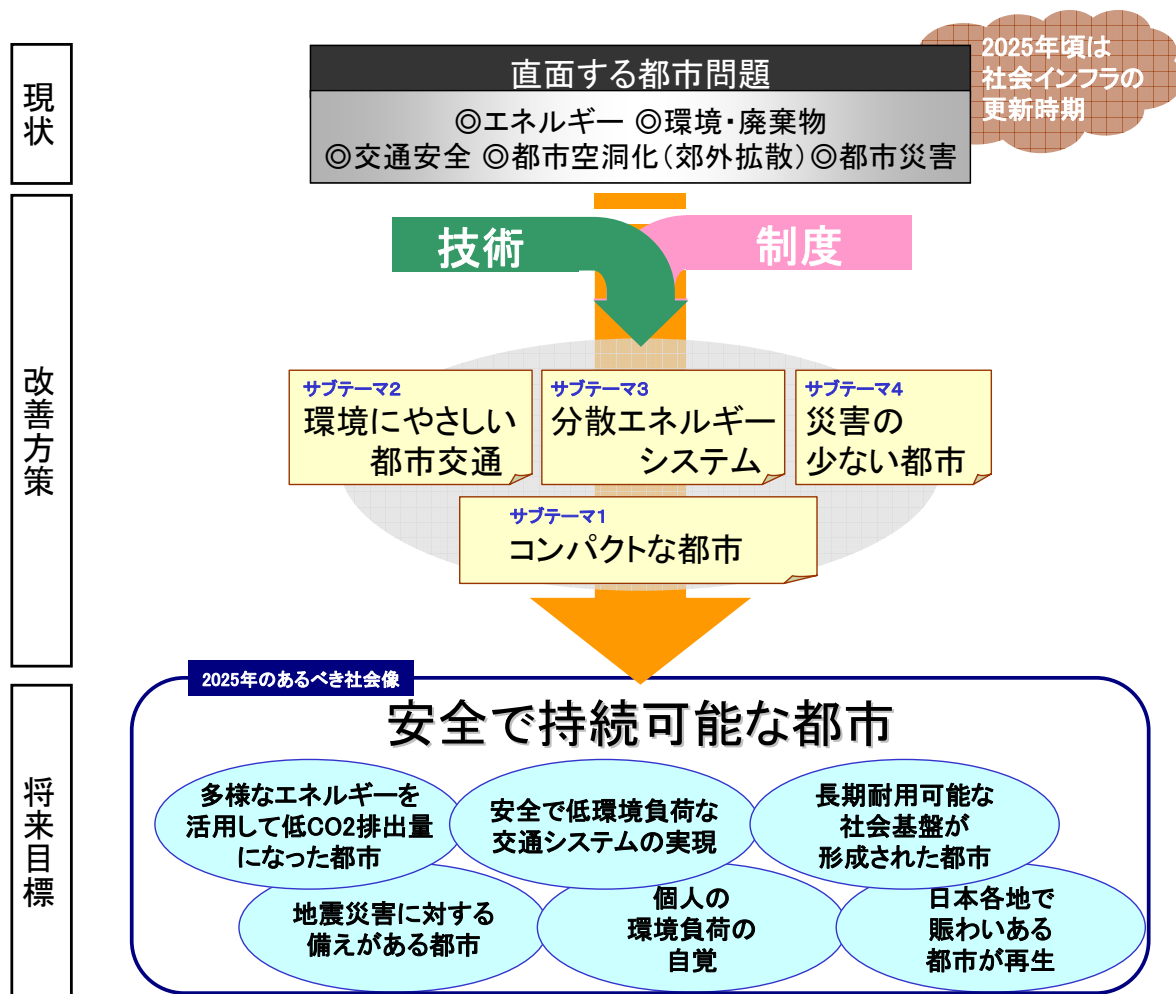 現状
直面する都市問題
◎エネルギー ◎環境・廃棄物
◎交通安全 ◎都市空洞化(郊外拡散)◎都市災害
2025年頃は
社会インフラの
更新時期
改善方策
技術
制度
サブテーマ2
環境にやさしい
都市交通
サブテーマ3
分散エネルギー
システム
サブテーマ4
災害の
少ない都市
サブテーマ1
コンパクトな都市
将来目標
2025年のあるべき社会像
安全で持続可能な都市
多様なエネルギーを
活用して低CO2排出量
になった都市
安全で低環境負荷な
交通システムの実現
長期耐用可能な
社会基盤が
形成された都市
地震災害に対する
備えがある都市
個人の
環境負荷の
自覚
日本各地で
賑わいある
都市が再生